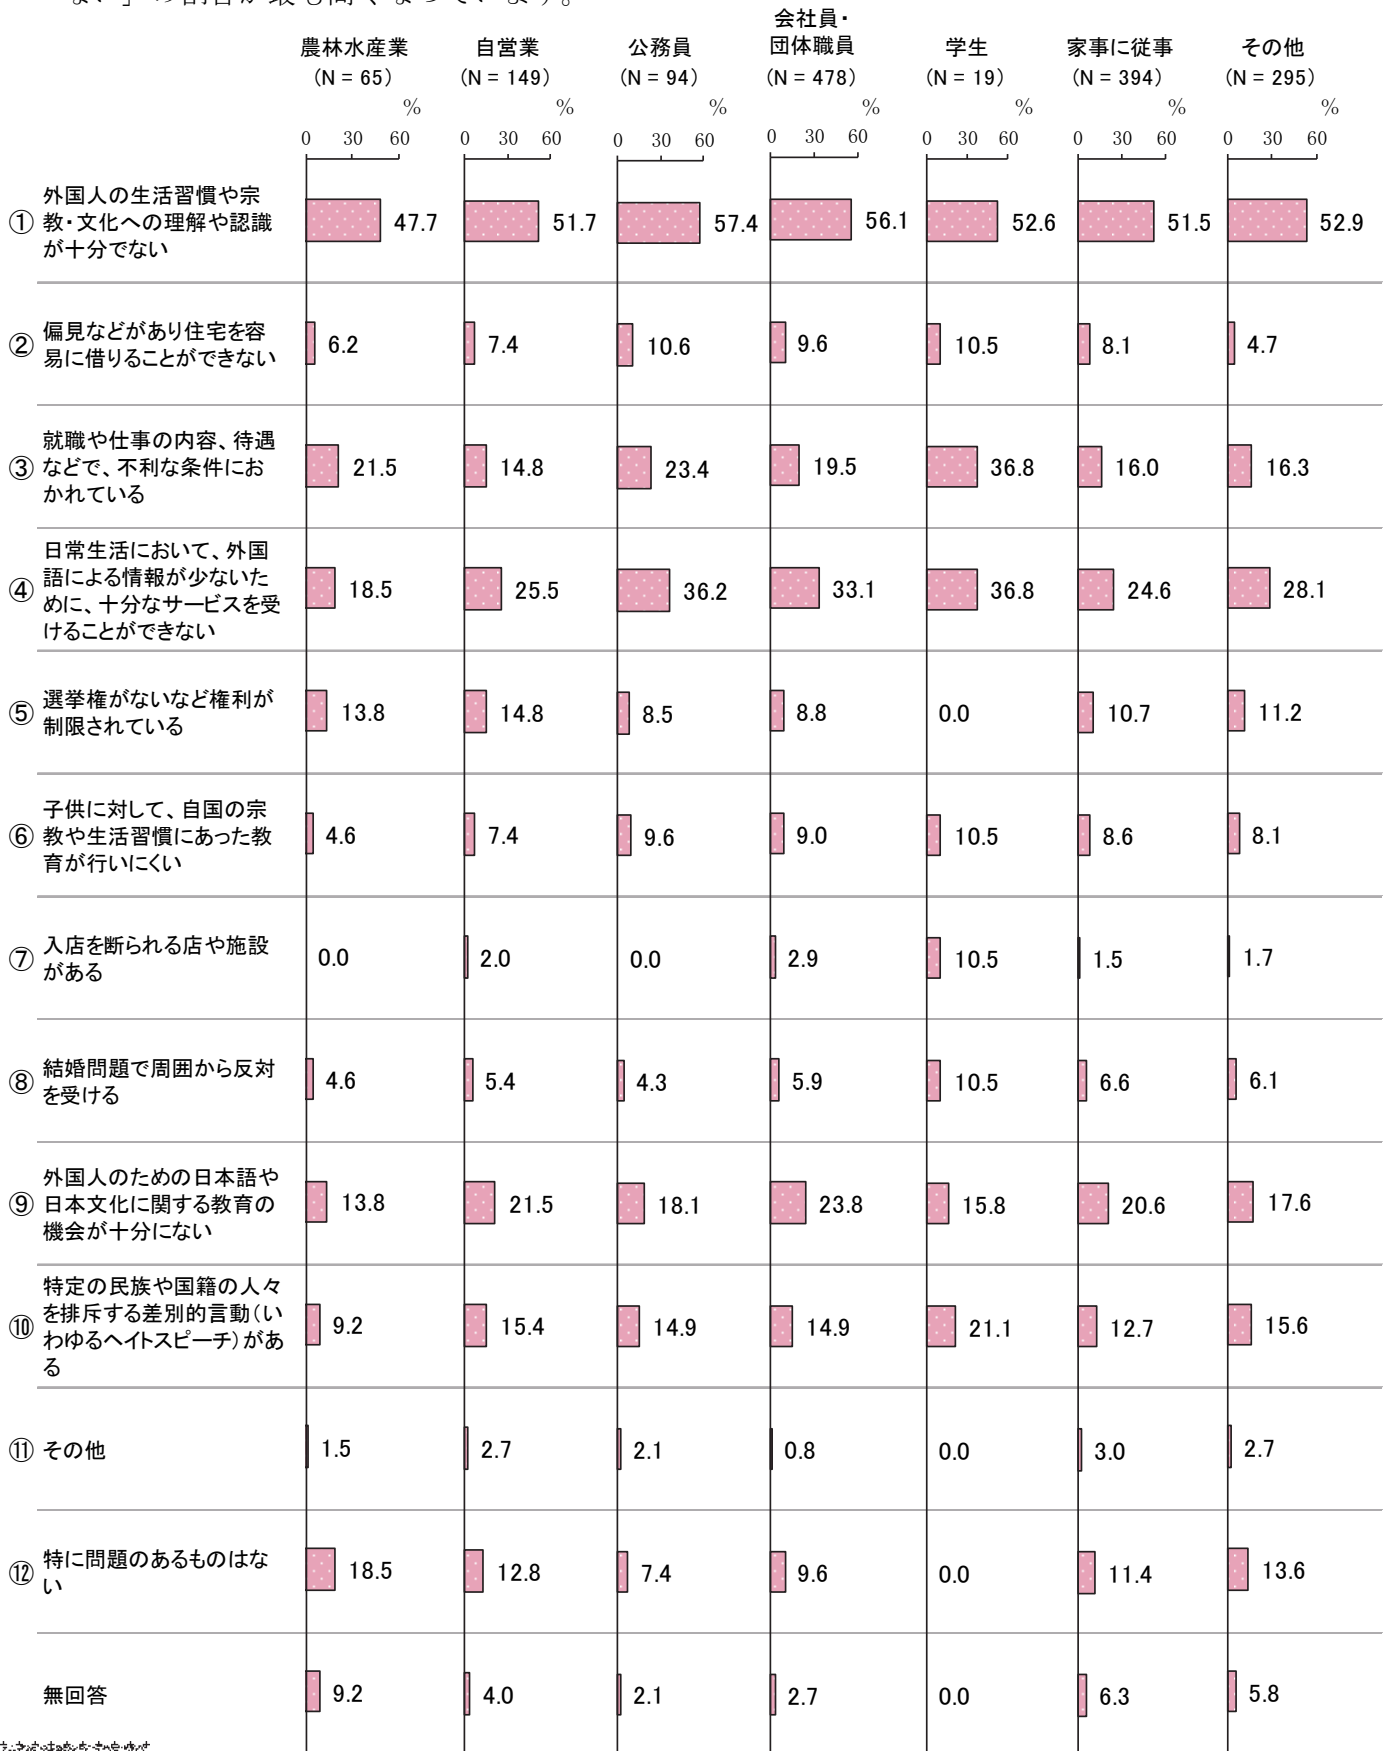 会社員・
農林水産業 自営業 公務員 団体職員 学生 家事に従事 その他
（N = 65） （N = 149） （N = 94） （N = 478） （N = 19） （N = 394） （N = 295）
% % % % % % %
0 30 60 0 30 60 0 30 60 0 30 60 0 30 60 0 30 60 0 30 60
外国人の生活習慣や宗
① 教・文化への理解や認識 47.7 51.7 57.4 56.1 52.6 51.5 52.9
が十分でない
偏見などがあり住宅を容
② 易に借りることができない 6.2 7.4 10.6 9.6 10.5 8.1 4.7
就職や仕事の内容、待遇
③ などで、不利な条件にお 21.5 14.8 23.4 19.5 36.8 16.0 16.3
かれている
日常生活において、外国
語による情報が少ないた
④ めに、十分なサービスを受 18.5 25.5 36.2 33.1 36.8 24.6 28.1
けることができない
選挙権がないなど権利が
⑤ 制限されている 13.8 14.8 8.5 8.8 0.0 10.7 11.2
子供に対して、自国の宗
⑥ 教や生活習慣にあった教 4.6 7.4 9.6 9.0 10.5 8.6 8.1
育が行いにくい
入店を断られる店や施設
⑦ がある 0.0 2.0 0.0 2.9 10.5 1.5 1.7
結婚問題で周囲から反対
⑧ を受ける 4.6 5.4 4.3 5.9 10.5 6.6 6.1
外国人のための日本語や
⑨ 日本文化に関する教育の 13.8 21.5 18.1 23.8 15.8 20.6 17.6
機会が十分にない
特定の民族や国籍の人々
を排斥する差別的言動（い
⑩ わゆるヘイトスピーチ）があ 9.2 15.4 14.9 14.9 21.1 12.7 15.6
る
⑪ その他 1.5 2.7 2.1 0.8 0.0 3.0 2.7
特に問題のあるものはな
⑫ い 18.5 12.8 7.4 9.6 0.0 11.4 13.6
無回答 9.2 4.0 2.1 2.7 0.0 6.3 5.8